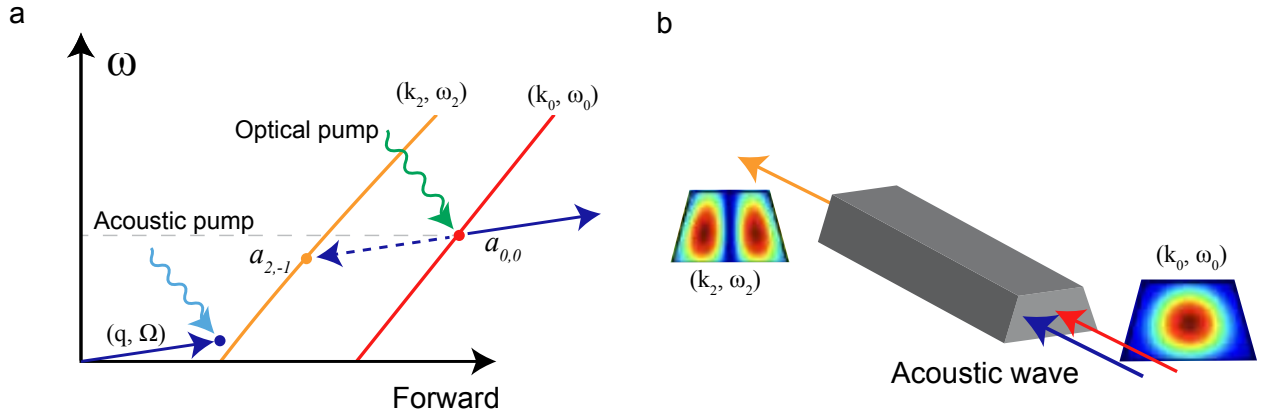 a
ω
(k₂, ω₂)
(k₀, ω₀)
Optical pump
Acoustic pump
a₂,₋₁
a₀,₀
(q, Ω)
Forward
b
(k₂, ω₂)
(k₀, ω₀)
Acoustic wave